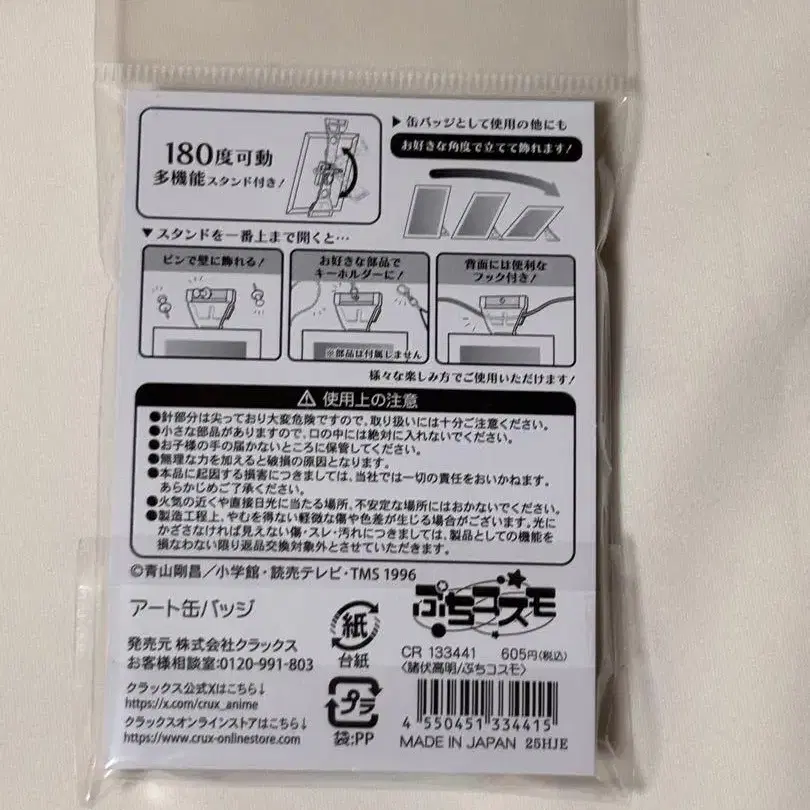 180度可動
多機能スタンド付き!
▶缶バッジとして使用の他にも
お好きな角度で立てて飾れます!
▼スタンドを一番上まで開くと…
ピンで壁に飾れる!
お好きな部品で
キーホルダーに!
※部品は付属しません
背面には便利な
フック付き!
様々な楽しみ方でご使用いただけます!
⚠使用上の注意
●針部分は尖っており大変危険ですので、取り扱いには十分ご注意ください。
●小さな部品がありますので、口の中には絶対に入れないでください。
●お子様の手の届かないところに保管してください。
●無理な力を加えると破損の原因となります。
●本品に起因する損害につきましては、当社では一切の責任をおいかねます。
あらかじめご了承ください。
●火気の近くや直接日光に当たる場所、不安定な場所にはおかないでください。
●製造工程上、やむを得ない軽微な傷や色差が生じる場合がございます。光に
かざさなければ見えない傷・スレ・汚れにつきましては、製品としての機能を
損なわない限り返品交換対象外とさせていただきます。
©青山剛昌/小学館・読売テレビ・TMS 1996
アート缶バッジ
発売元 株式会社クラックス
お客様相談室:0120-991-803
クラックス公式Xはこちら↓
https://x.com/crux_anime
クラックスオンラインストアはこちら↓
https://www.crux-onlinestore.com
紙
台紙
プラ
袋:PP
ぷちコスモ
CR 133441 605円(税込)
〈諸伏高明/ぷちコスモ〉
4 550451 334415
MADE IN JAPAN 25HJE